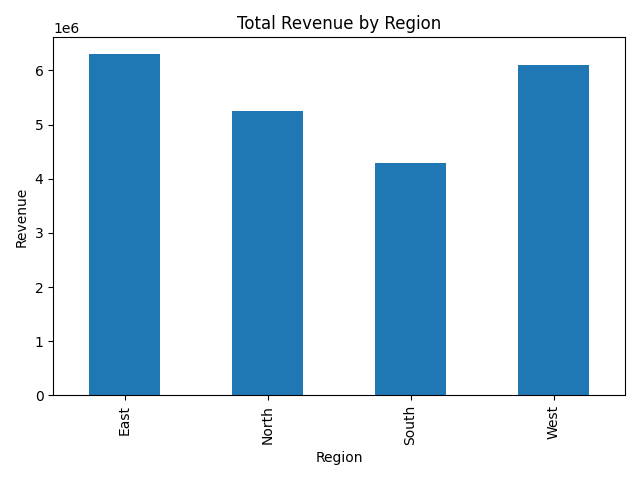 Total Revenue by Region
1e6
6
5
4
3
2
1
0
Revenue
East
North
South
West
Region